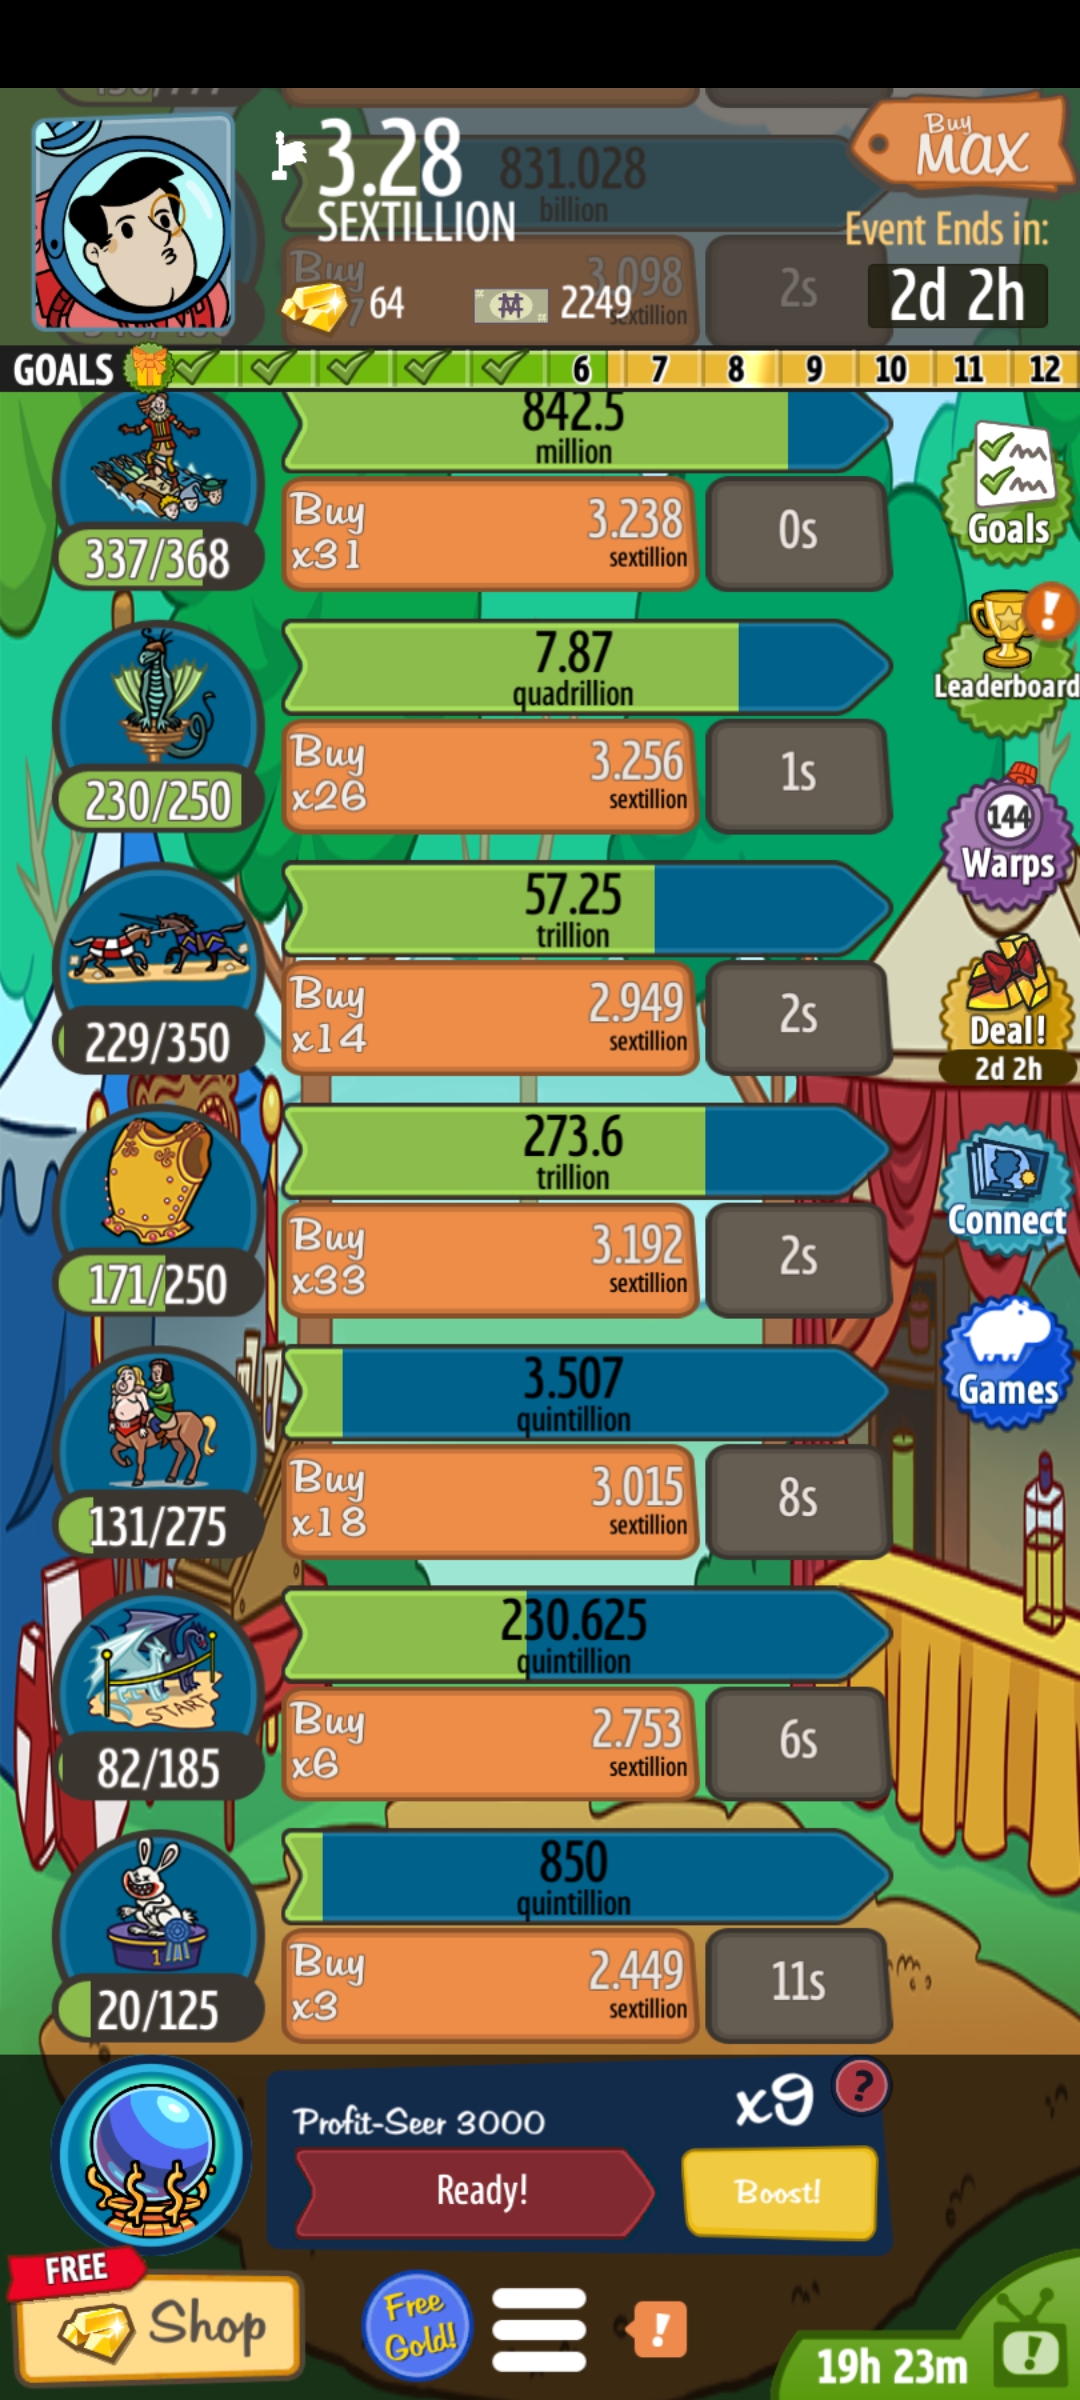 3.28
SEXTILLION
831.028
billion
Buy
MAX
Event Ends in:
2d 2h
Buy
3.098
sextillion
2s
64
2249
GOALS 6 7 8 9 10 11 12
842.5
million
337/368
Buy
x31
3.238
sextillion
0s
Goals
7.87
quadrillion
230/250
Buy
x26
3.256
sextillion
1s
!
Leaderboard
144
Warps
57.25
trillion
229/350
Buy
x14
2.949
sextillion
2s
Deal!
2d 2h
273.6
trillion
171/250
Buy
x33
3.192
sextillion
2s
Connect
3.507
quintillion
131/275
Buy
x18
3.015
sextillion
8s
Games
230.625
quintillion
START
82/185
Buy
x6
2.753
sextillion
6s
850
quintillion
1
20/125
Buy
x3
2.449
sextillion
11s
Profit-Seer 3000
x9
?
Ready!
Boost!
FREE
Shop
Free
Gold!
!
19h 23m
!